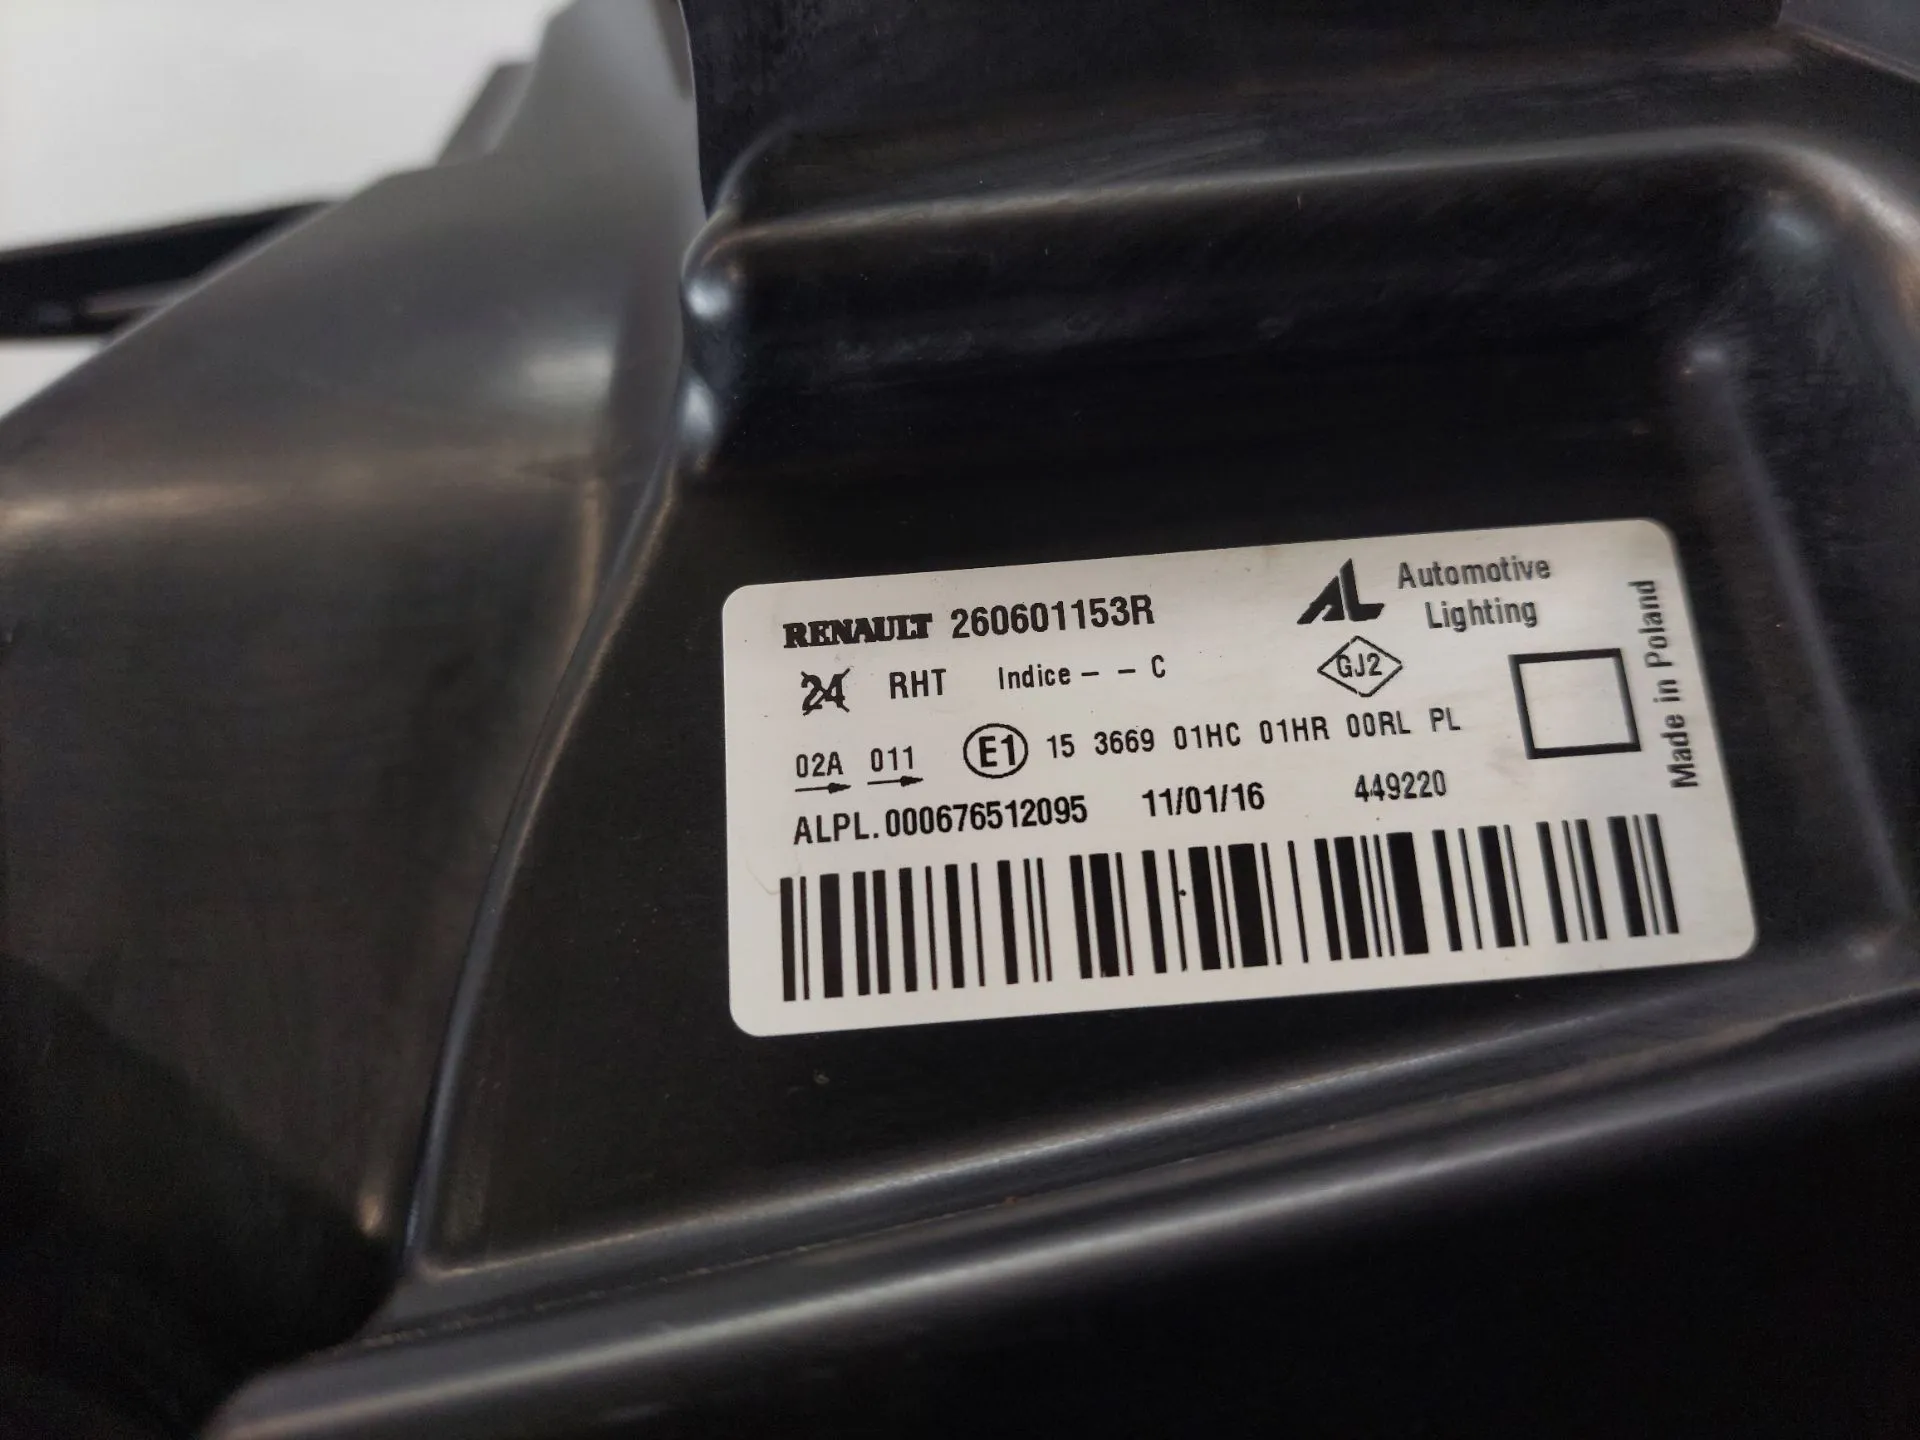 RENAULT 260601153R
AL Automotive Lighting
24 RHT Indice - - C
GJ2
02A 011 E1 15 3669 01HC 01HR 00RL PL
ALPL.000676512095 11/01/16 449220
Made in Poland